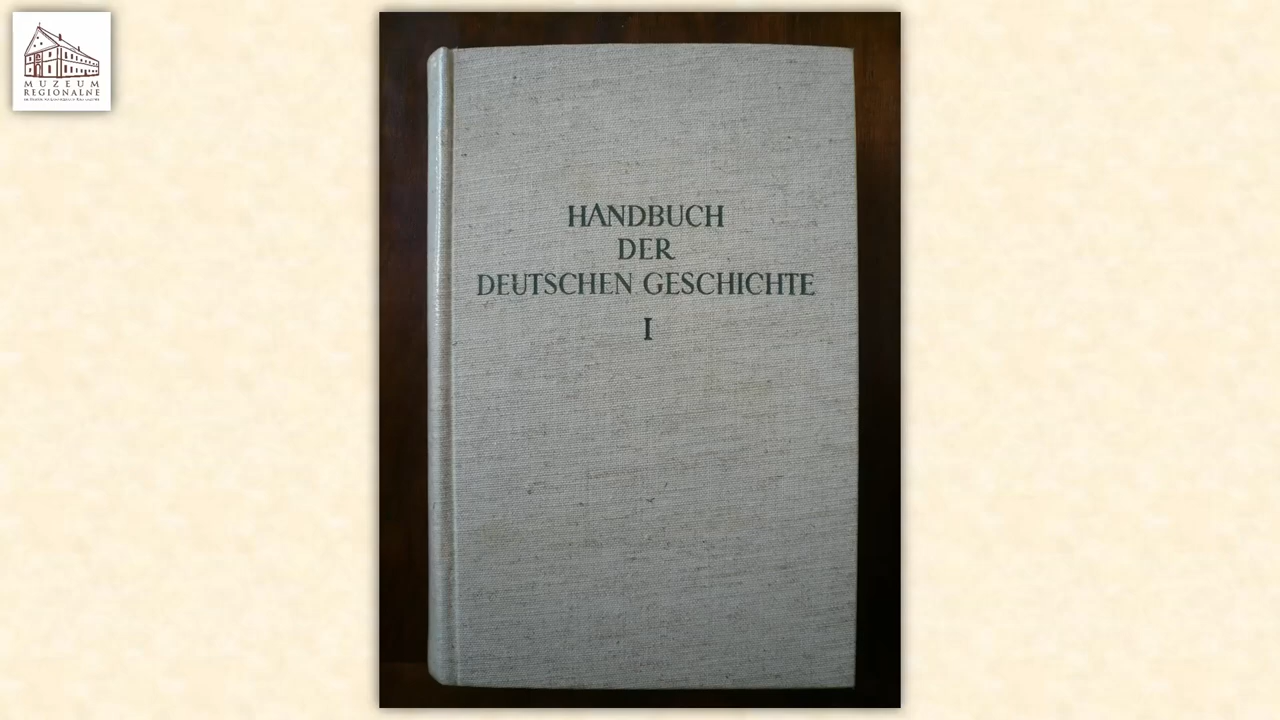 MUZEUM
REGIONALNE
HANDBUCH
DER
DEUTSCHEN GESCHICHTE
I